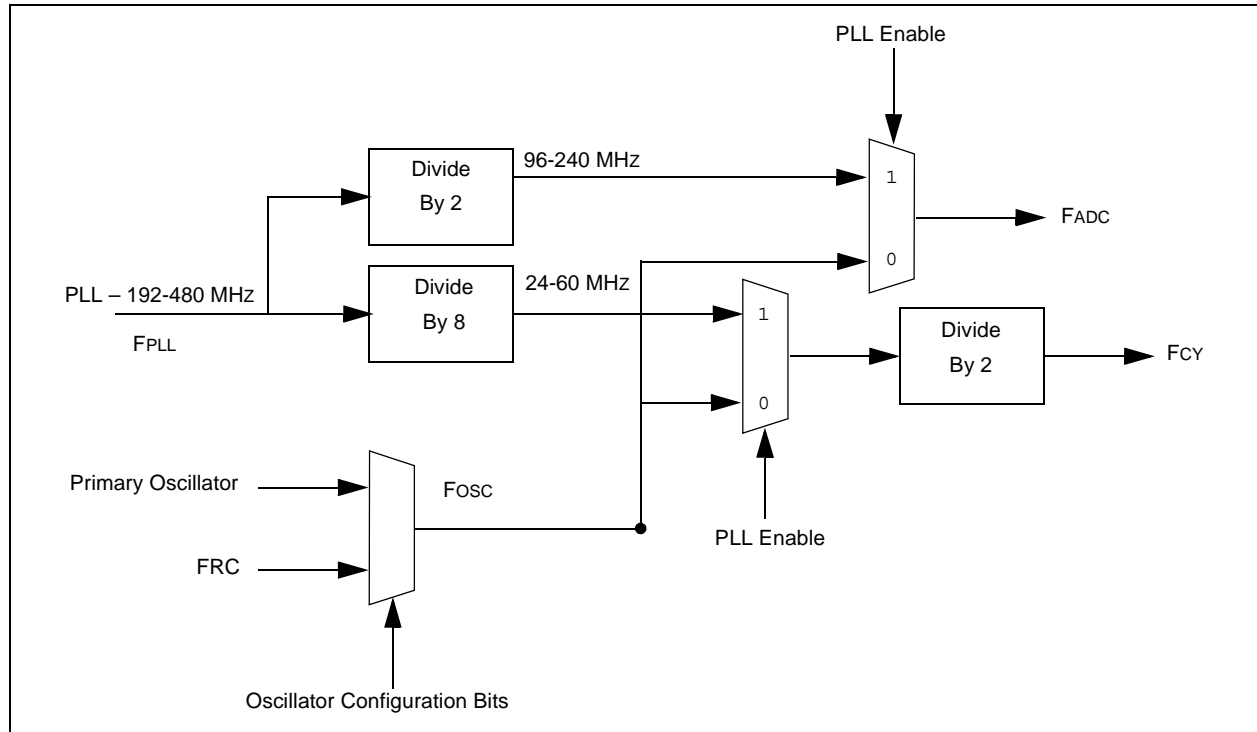 PLL Enable
Divide
By 2
96-240 MHz
1
0
FADC
PLL – 192-480 MHz
FPLL
Divide
By 8
24-60 MHz
1
0
Divide
By 2
FCY
Primary Oscillator
FOSC
FRC
PLL Enable
Oscillator Configuration Bits